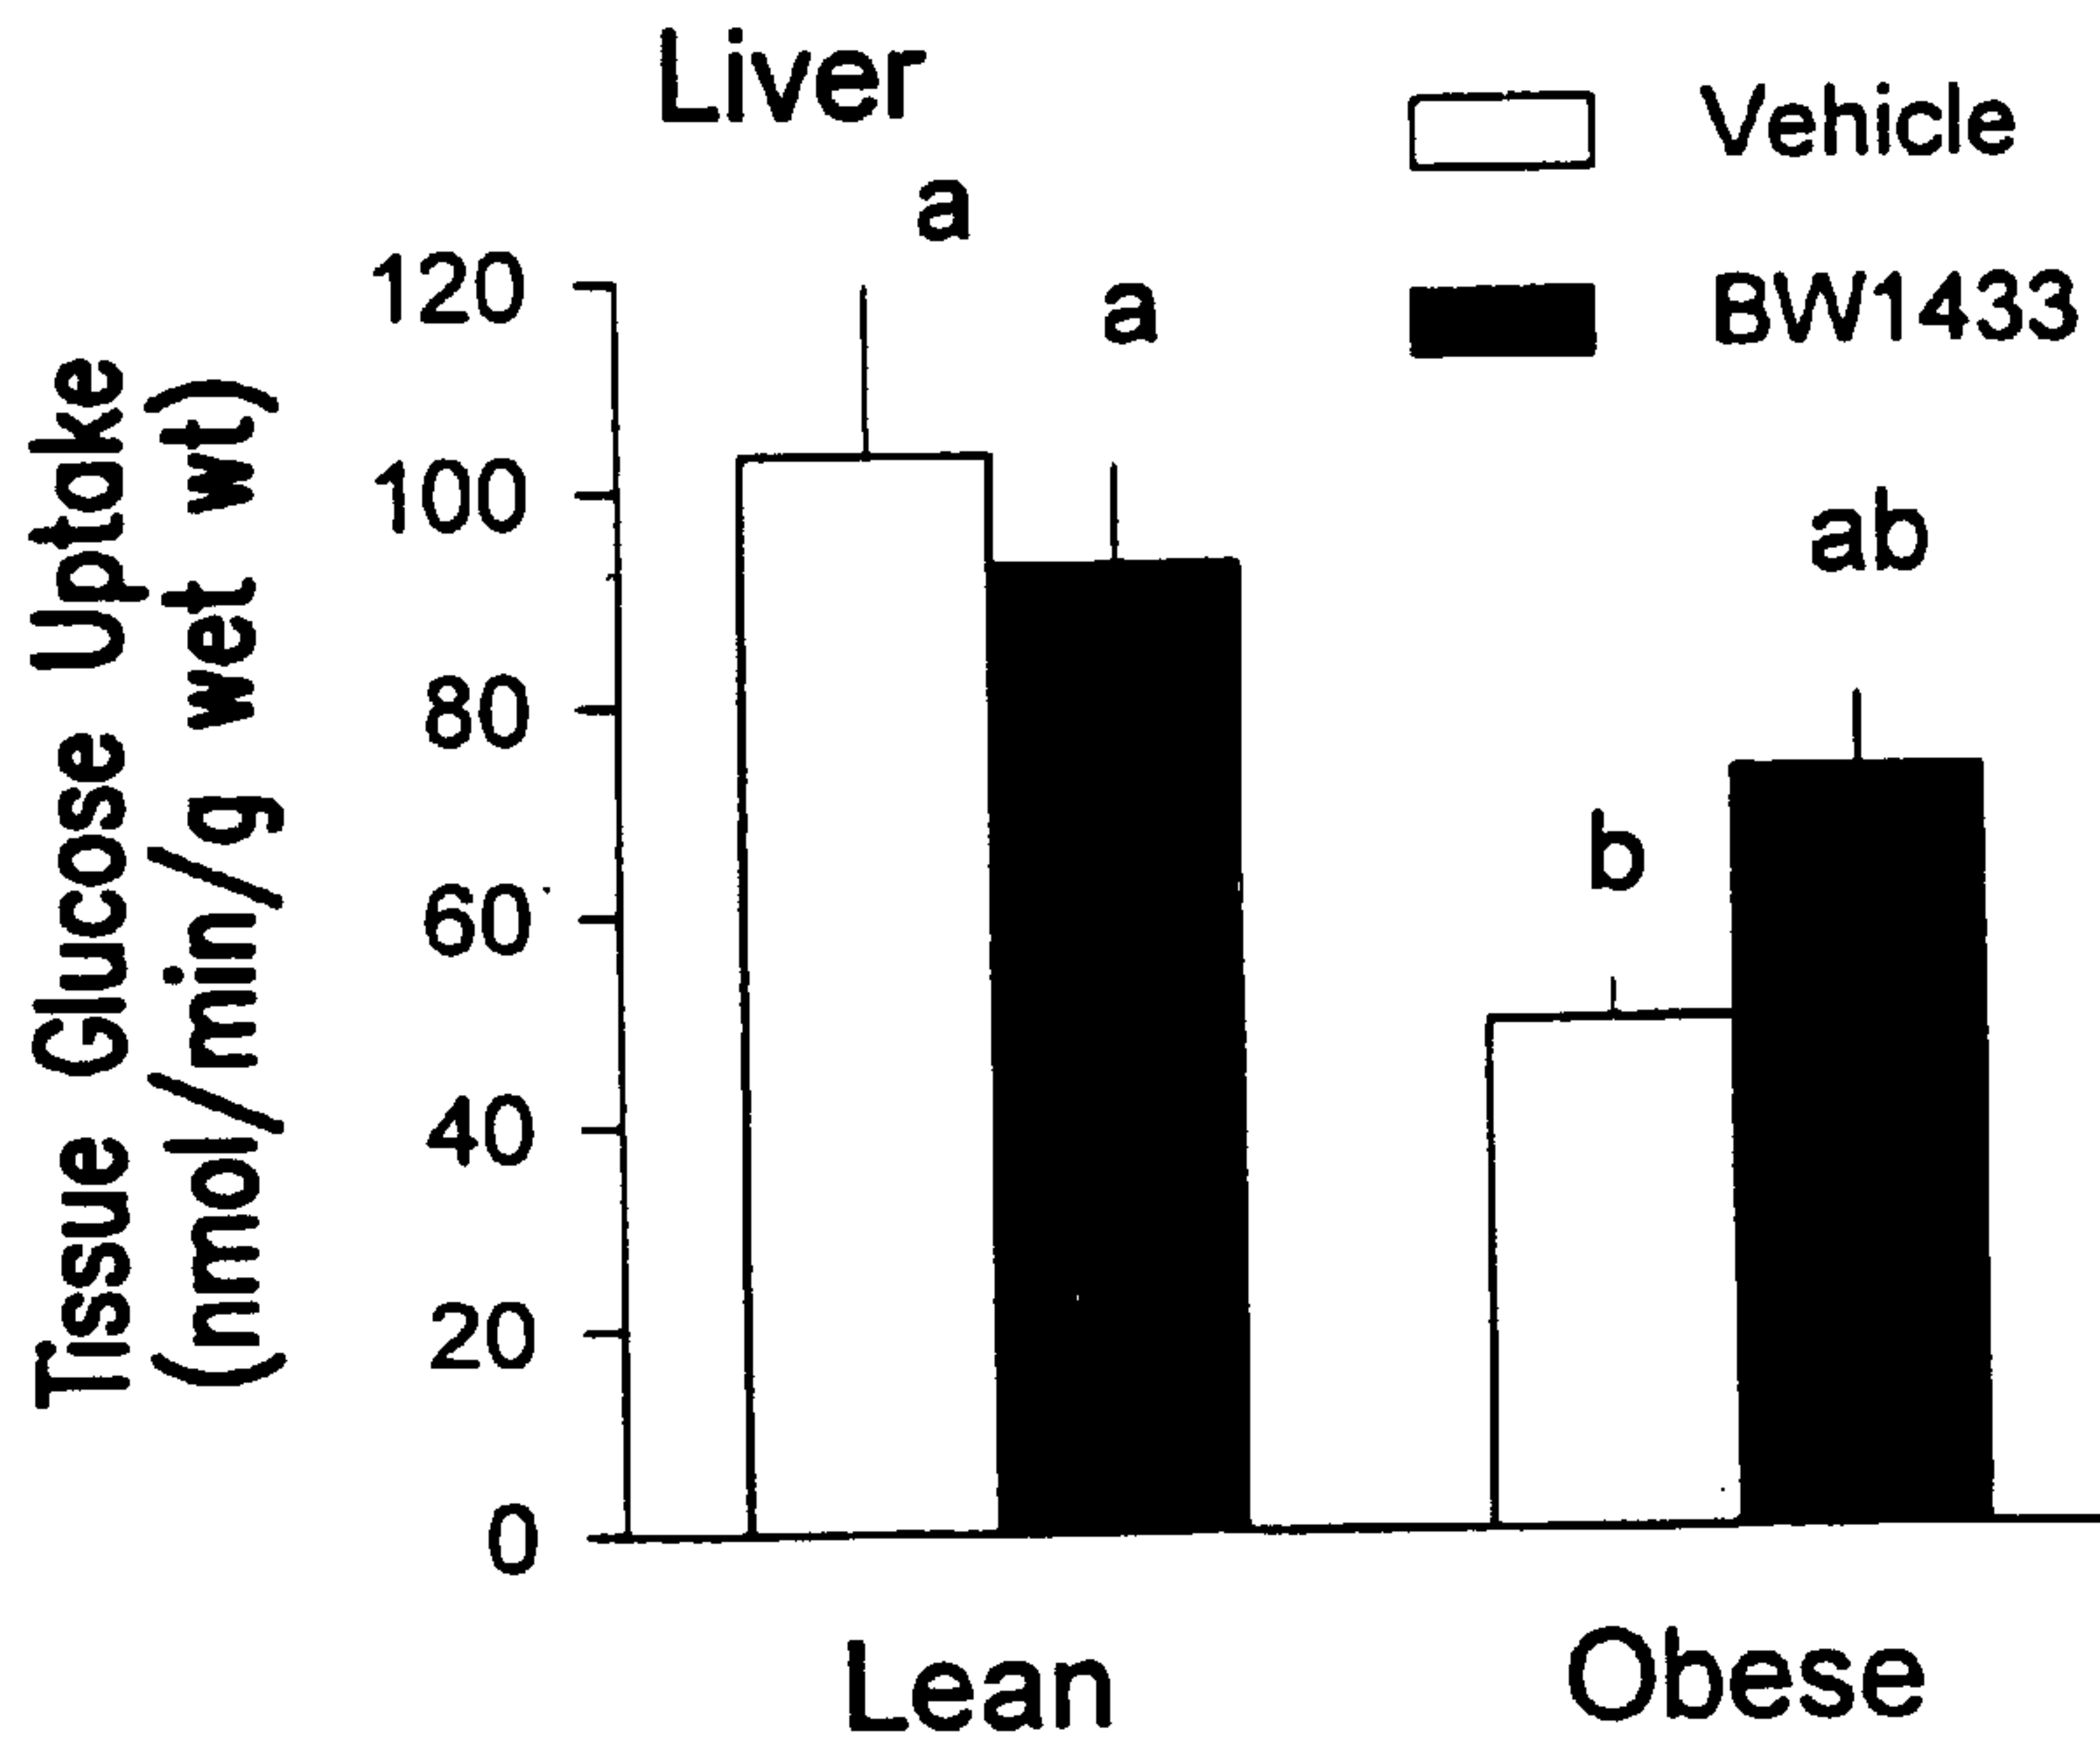 Liver
Vehicle
BW1433
a
a
ab
b
120
100
80
60
40
20
0
Tissue Glucose Uptake
(nmol/min/g wet wt)
Lean
Obese